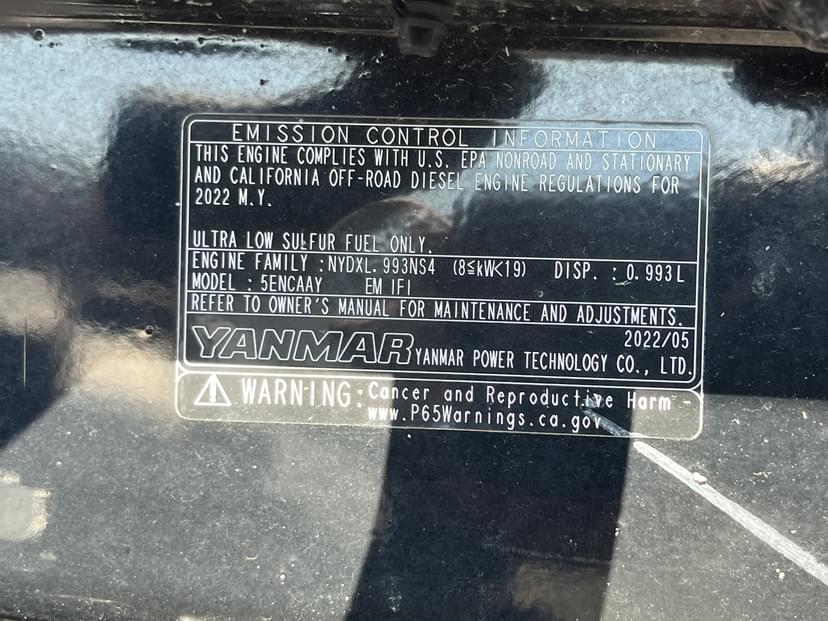 EMISSION CONTROL INFORMATION
THIS ENGINE COMPLIES WITH U.S. EPA NONROAD AND STATIONARY
AND CALIFORNIA OFF-ROAD DIESEL ENGINE REGULATIONS FOR
2022 M.Y.
ULTRA LOW SULFUR FUEL ONLY.
ENGINE FAMILY : NYDXL.993NS4 (8≦kW<19) DISP. : 0.993L
MODEL : 5ENCAAY EM IFI
REFER TO OWNER'S MANUAL FOR MAINTENANCE AND ADJUSTMENTS.
2022/05
YANMAR YANMAR POWER TECHNOLOGY CO., LTD.
WARNING: Cancer and Reproductive Harm -
www.P65Warnings.ca.gov